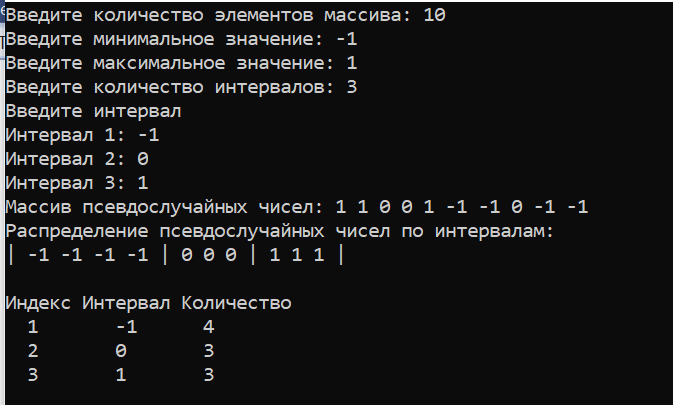 Введите количество элементов массива: 10
Введите минимальное значение: -1
Введите максимальное значение: 1
Введите количество интервалов: 3
Введите интервал
Интервал 1: -1
Интервал 2: 0
Интервал 3: 1
Массив псевдослучайных чисел: 1 1 0 0 1 -1 -1 0 -1 -1
Распределение псевдослучайных чисел по интервалам:
| -1 -1 -1 -1 | 0 0 0 | 1 1 1 |
Индекс Интервал Количество
1 -1 4
2 0 3
3 1 3